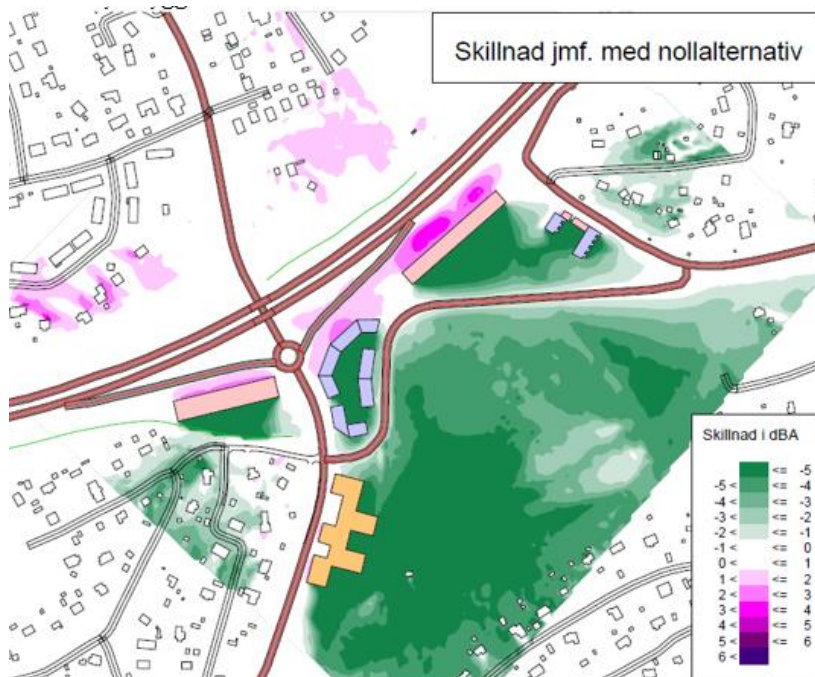 Skillnad jmf. med nollalternativ
Skillnad i dBA
<= -5
-5 < <= -4
-4 < <= -3
-3 < <= -2
-2 < <= -1
-1 < <= 0
0 < <= 1
1 < <= 2
2 < <= 3
3 < <= 4
4 < <= 5
5 < <= 6
6 <